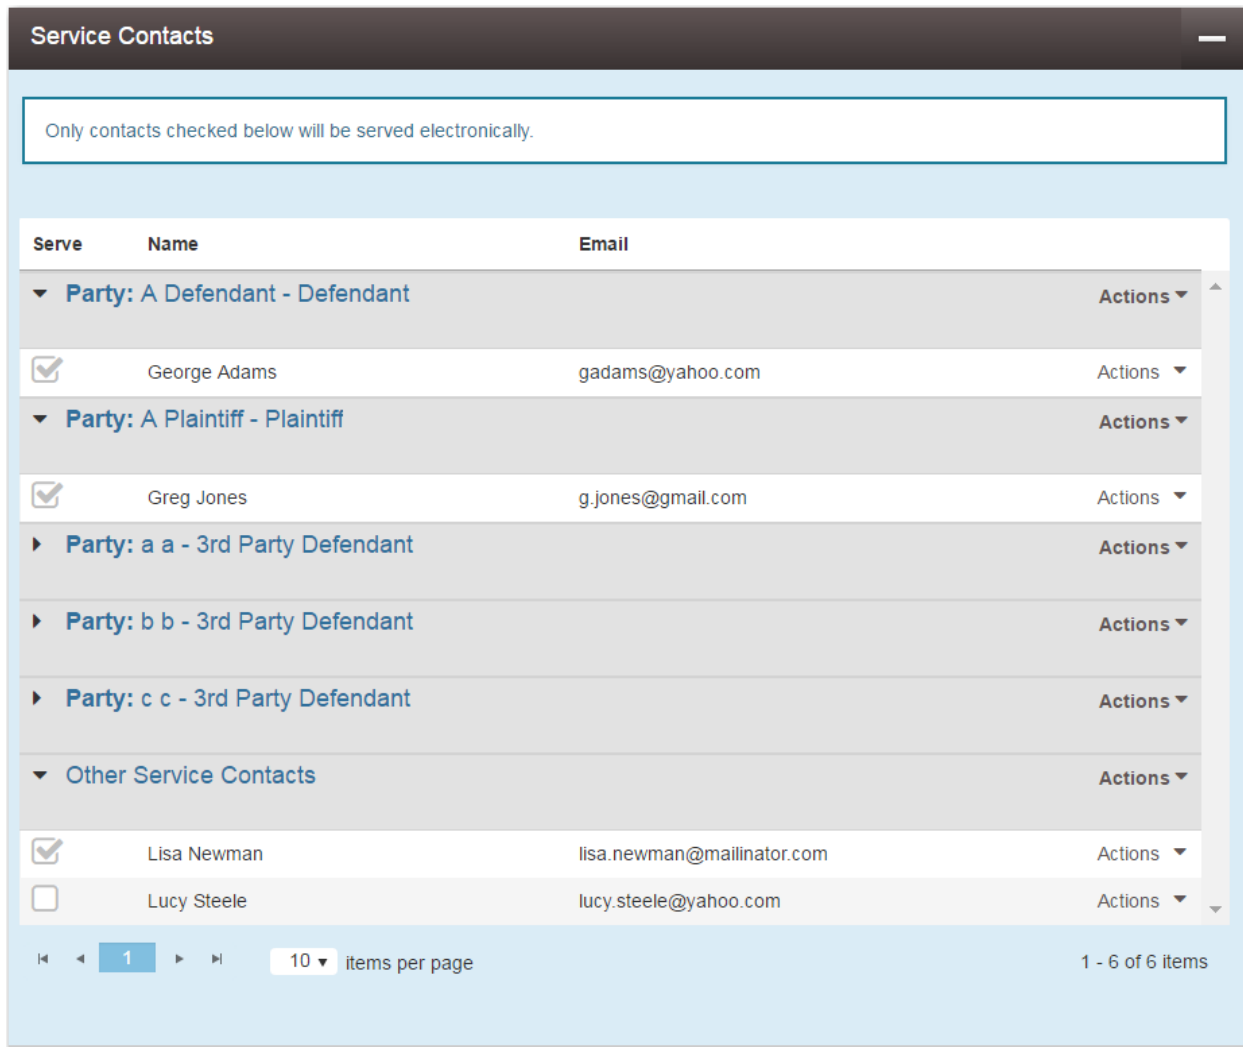 Service Contacts
Only contacts checked below will be served electronically.
Serve Name Email
Party: A Defendant - Defendant Actions
George Adams gadams@yahoo.com Actions
Party: A Plaintiff - Plaintiff Actions
Greg Jones g.jones@gmail.com Actions
Party: a a - 3rd Party Defendant Actions
Party: b b - 3rd Party Defendant Actions
Party: c c - 3rd Party Defendant Actions
Other Service Contacts Actions
Lisa Newman lisa.newman@mailinator.com Actions
Lucy Steele lucy.steele@yahoo.com Actions
1 10 items per page 1 - 6 of 6 items